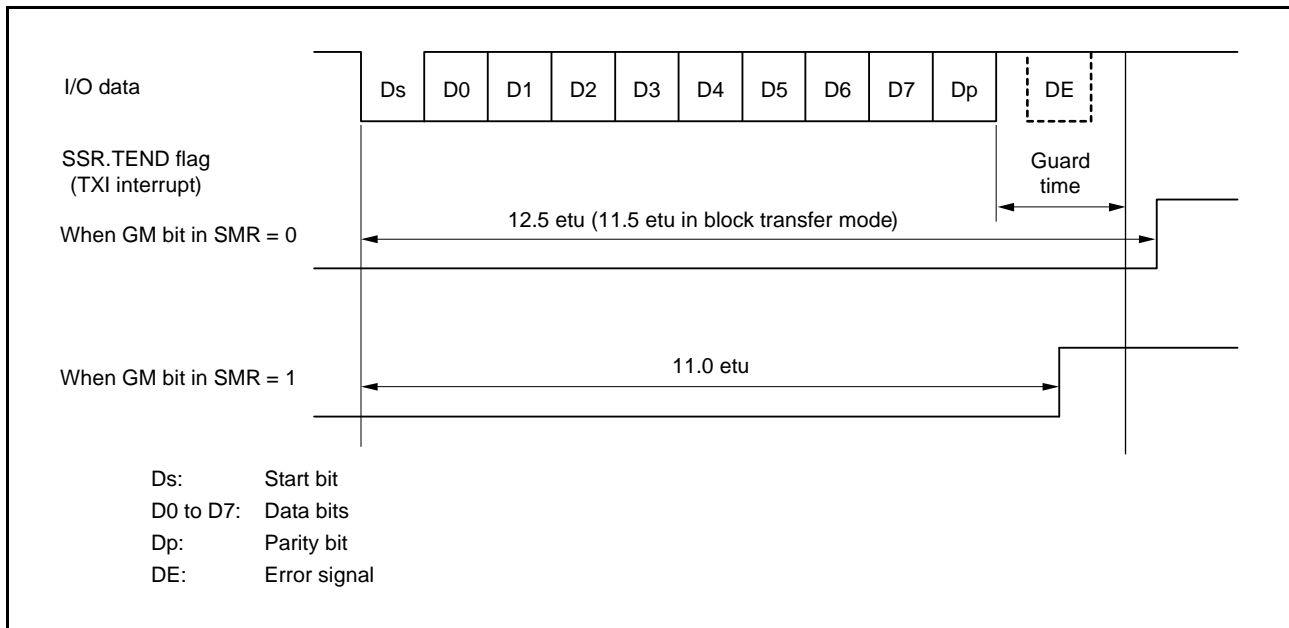 I/O data
Ds D0 D1 D2 D3 D4 D5 D6 D7 Dp DE
SSR.TEND flag
(TXI interrupt)
Guard
time
When GM bit in SMR = 0
12.5 etu (11.5 etu in block transfer mode)
When GM bit in SMR = 1
11.0 etu
Ds: Start bit
D0 to D7: Data bits
Dp: Parity bit
DE: Error signal